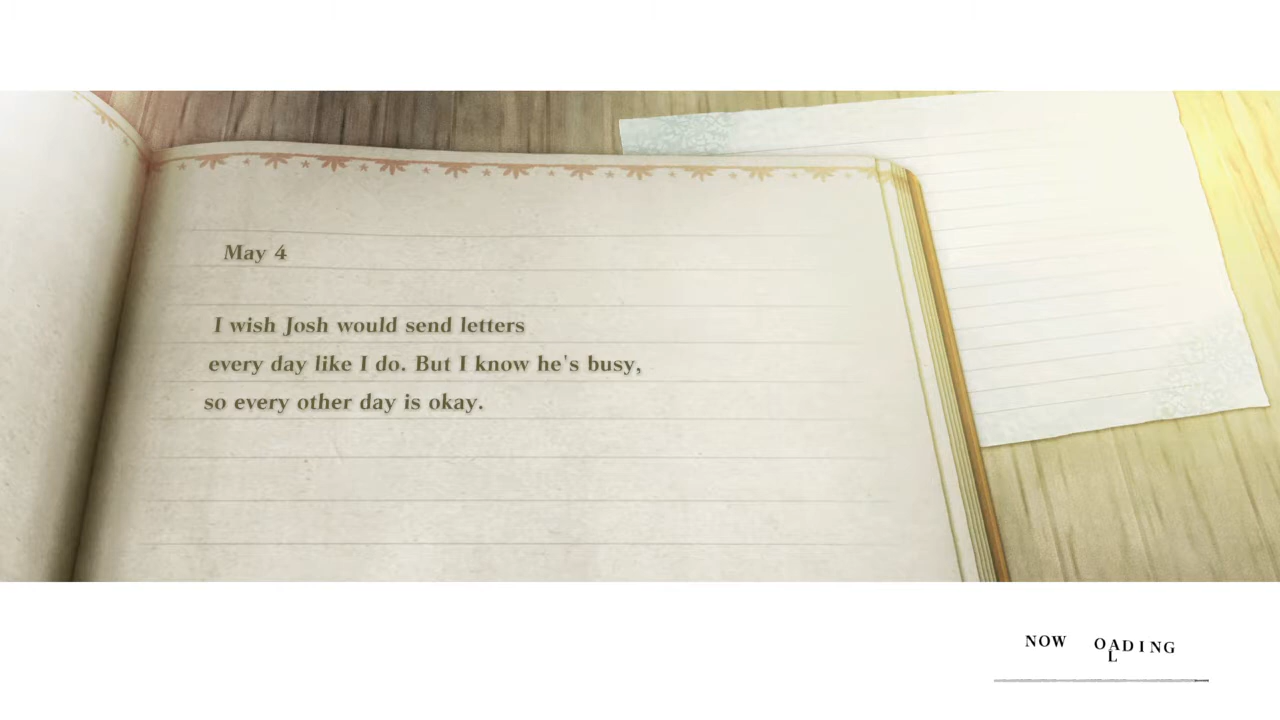 May 4
I wish Josh would send letters
every day like I do. But I know he's busy,
so every other day is okay.
NOW LOADING